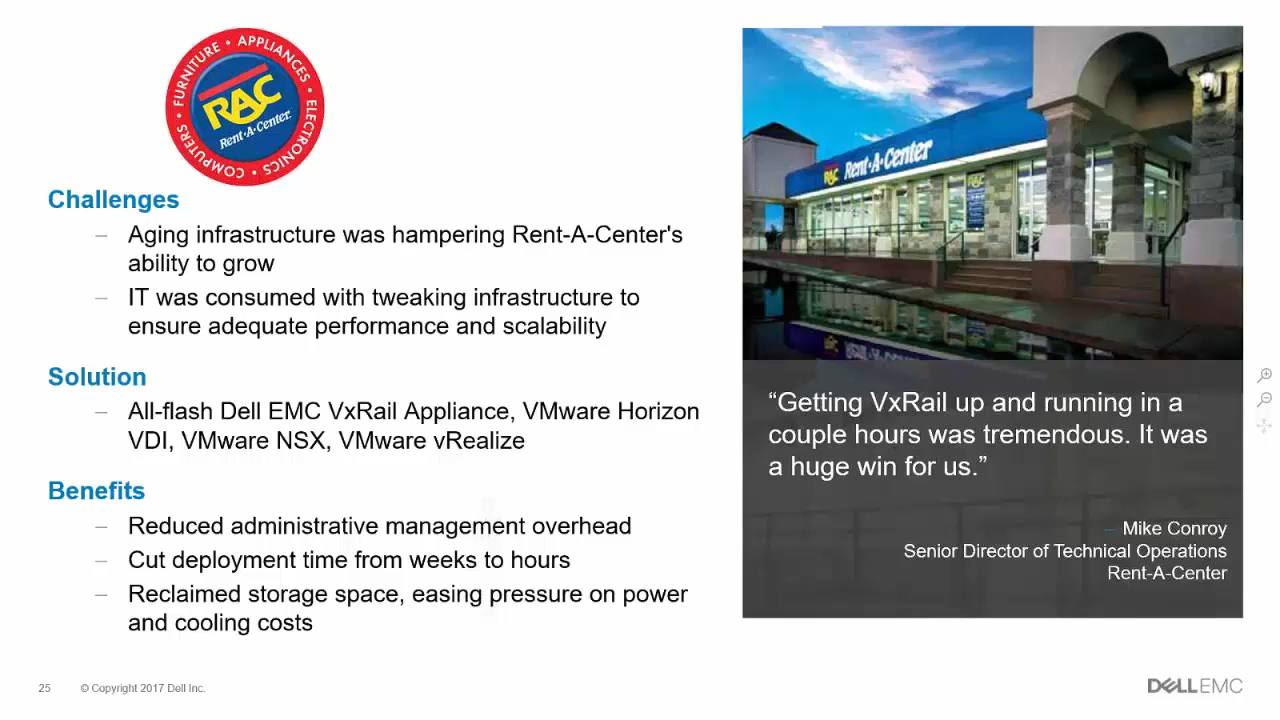 FURNITURE • APPLIANCES • ELECTRONICS • COMPUTERS •
RAC
Rent-A-Center
Challenges
– Aging infrastructure was hampering Rent-A-Center's
ability to grow
– IT was consumed with tweaking infrastructure to
ensure adequate performance and scalability
Solution
– All-flash Dell EMC VxRail Appliance, VMware Horizon
VDI, VMware NSX, VMware vRealize
Benefits
– Reduced administrative management overhead
– Cut deployment time from weeks to hours
– Reclaimed storage space, easing pressure on power
and cooling costs
RAC Rent-A-Center
RAC
“Getting VxRail up and running in a
couple hours was tremendous. It was
a huge win for us.”
– Mike Conroy
Senior Director of Technical Operations
Rent-A-Center
25 © Copyright 2017 Dell Inc.
DELL EMC